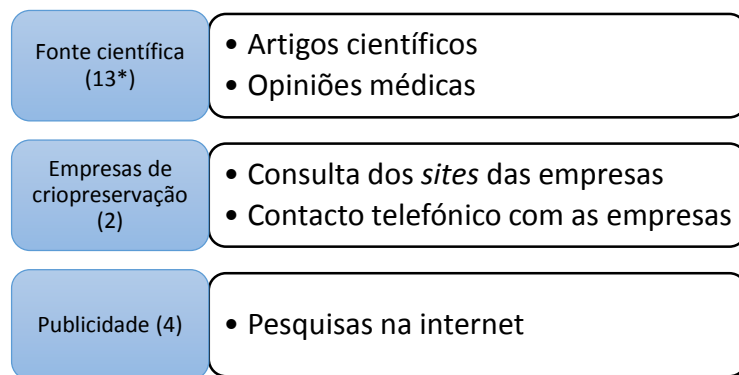 Fonte científica
(13*)
• Artigos científicos
• Opiniões médicas
Empresas de
criopreservação
(2)
• Consulta dos sites das empresas
• Contacto telefónico com as empresas
Publicidade (4)
• Pesquisas na internet